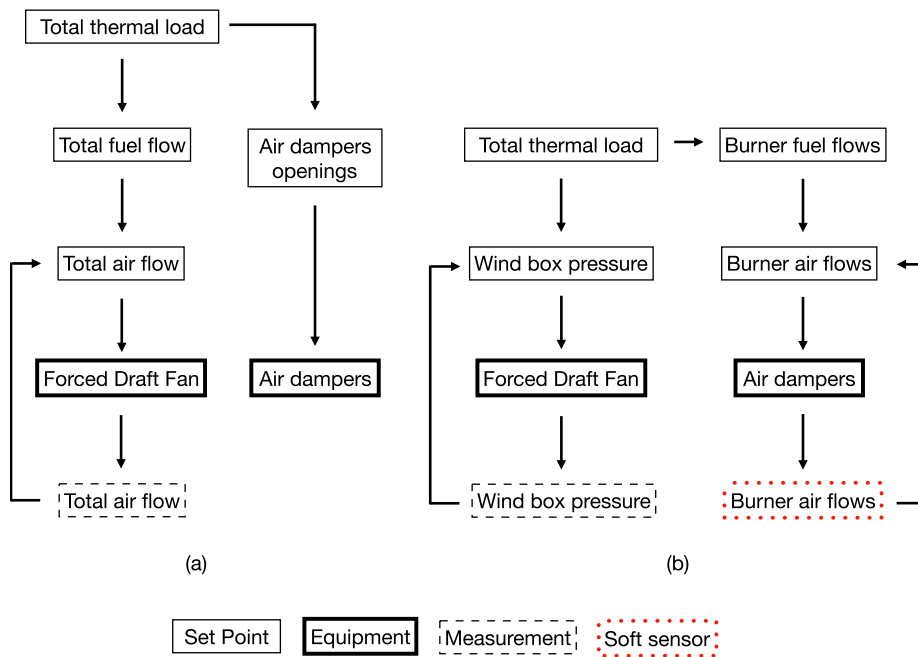 Total thermal load
Total fuel flow
Air dampers
openings
Total air flow
Forced Draft Fan
Air dampers
Total air flow
(a)
Total thermal load
Burner fuel flows
Wind box pressure
Burner air flows
Forced Draft Fan
Air dampers
Wind box pressure
Burner air flows
(b)
Set Point
Equipment
Measurement
Soft sensor